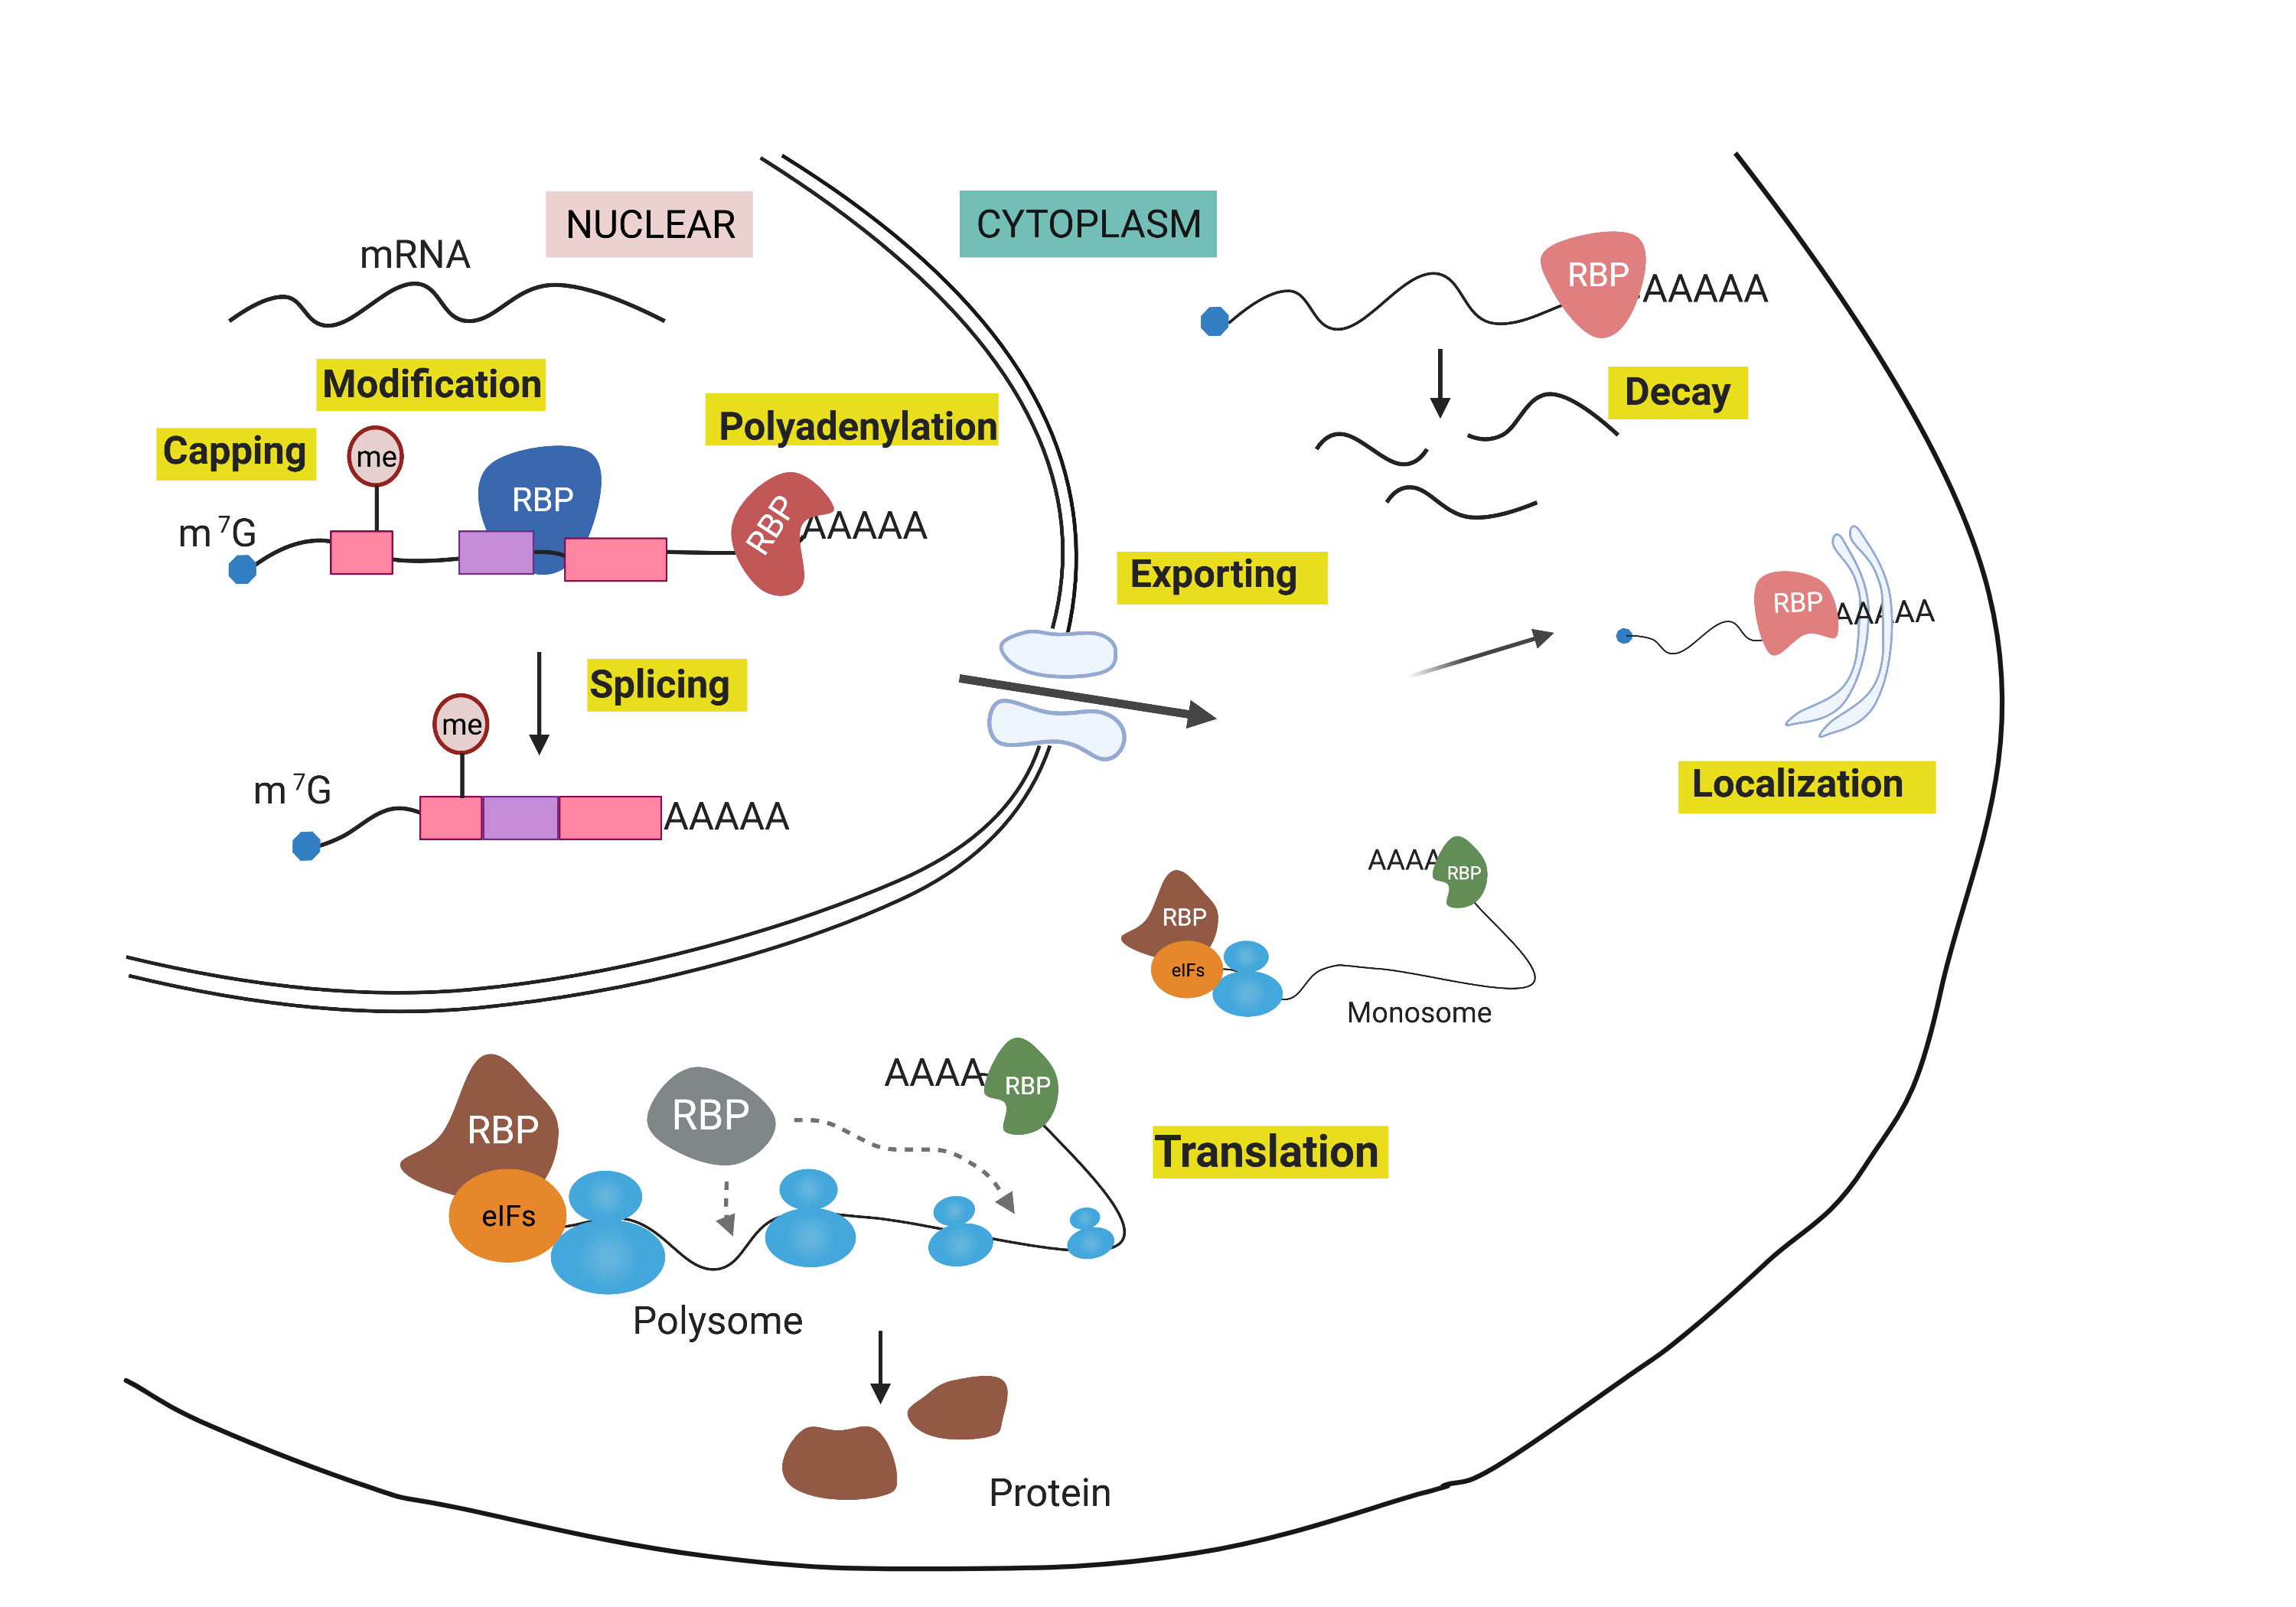 NUCLEAR
CYTOPLASM
mRNA
RBP
AAAAA
Modification
Decay
Capping
me
Polyadenylation
RBP
m ⁷G
RBP
AAAAA
Exporting
RBP
AAAAA
Splicing
me
m ⁷G
AAAAA
Localization
AAAA
RBP
RBP
eIFs
Monosome
AAAA
RBP
RBP
RBP
Translation
eIFs
Polysome
Protein